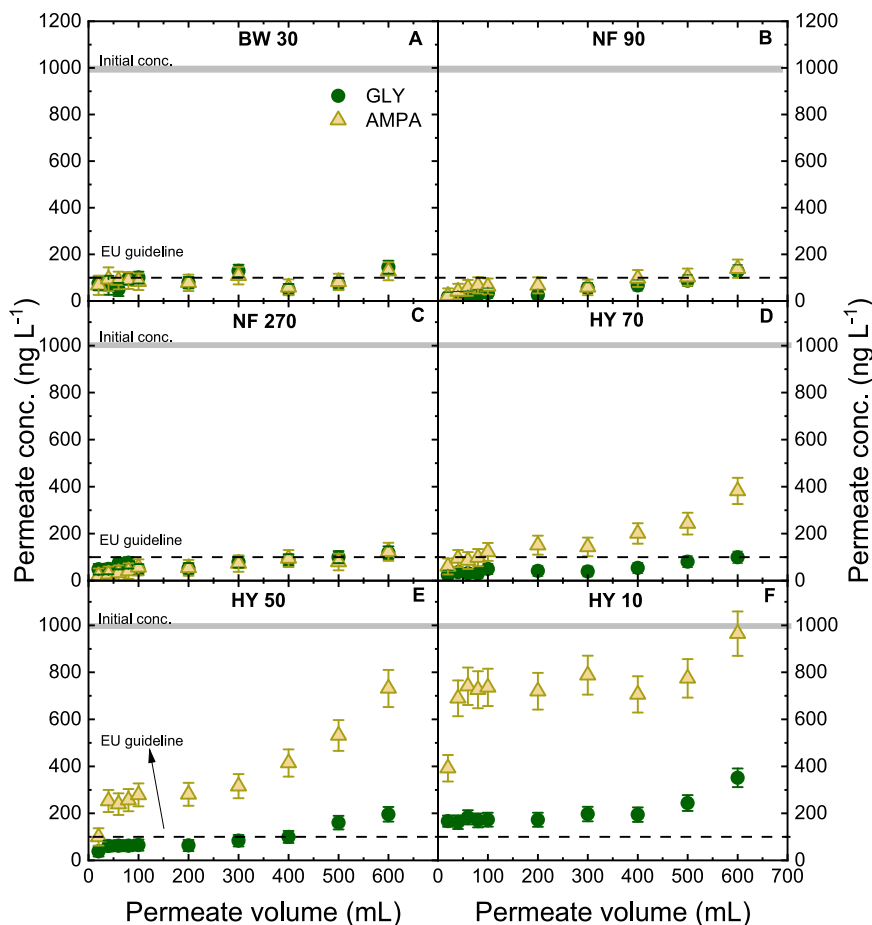 1200
1000
800
600
400
200
0
BW 30
A
Initial conc.
GLY
AMPA
EU guideline
NF 90
B
1200
1000
800
600
400
200
0
1000
800
600
400
200
0
NF 270
C
Initial conc.
EU guideline
HY 70
D
1000
800
600
400
200
0
1000
800
600
400
200
0
HY 50
E
Initial conc.
EU guideline
HY 10
F
1000
800
600
400
200
0
0 100 200 300 400 500 600
0 100 200 300 400 500 600 700
Permeate volume (mL)
Permeate volume (mL)
Permeate conc. (ng L⁻¹)
Permeate conc. (ng L⁻¹)